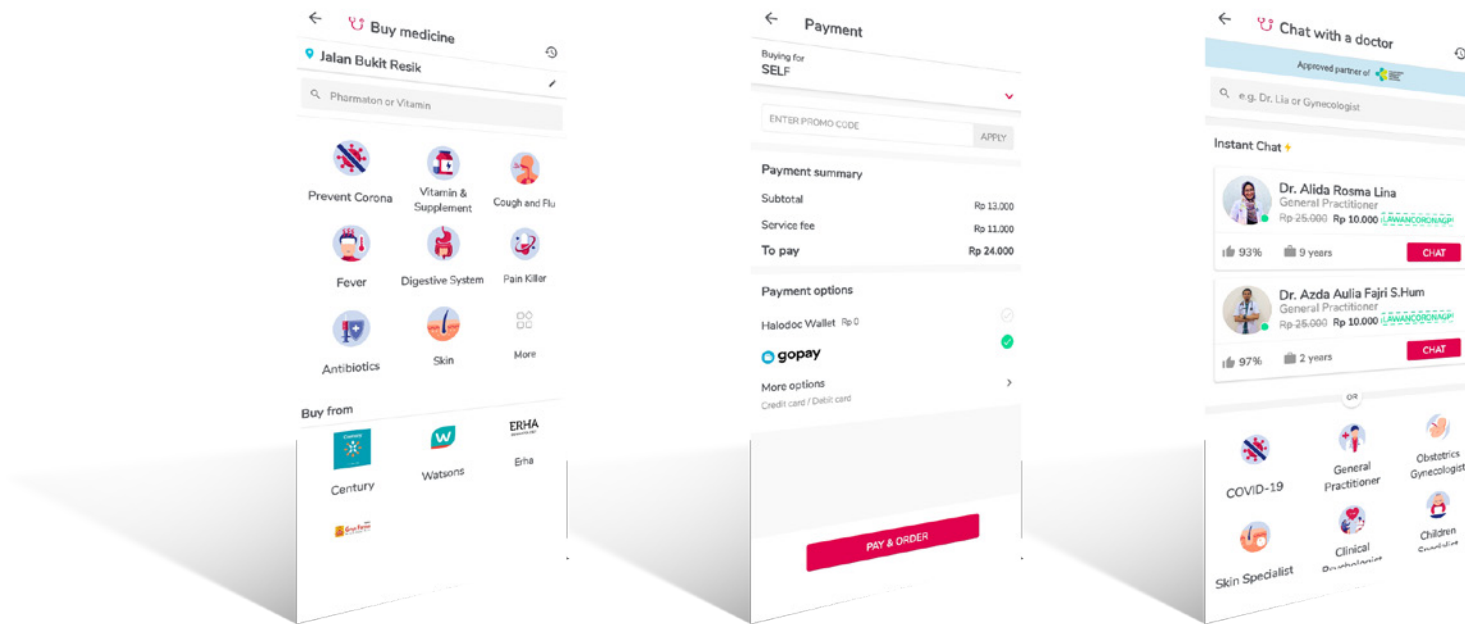 Buy medicine
Jalan Bukit Resik
Pharmaton or Vitamin
Prevent Corona
Vitamin &
Supplement
Cough and Flu
Fever
Digestive System
Pain Killer
Antibiotics
Skin
More
Buy from
Century
Watsons
ERHA
Erha
Payment
Buying for
SELF
ENTER PROMO CODE
APPLY
Payment summary
Subtotal
Rp 13.000
Service fee
Rp 11.000
To pay
Rp 24.000
Payment options
Halodoc Wallet Rp 0
gopay
More options
Credit card / Debit card
PAY & ORDER
Chat with a doctor
Approved partner of
e.g. Dr. Lia or Gynecologist
Instant Chat
Dr. Alida Rosma Lina
General Practitioner
Rp 25.000 Rp 10.000 LAWANCORONAGP
93%
9 years
CHAT
Dr. Azda Aulia Fajri S.Hum
General Practitioner
Rp 25.000 Rp 10.000 LAWANCORONAGP
97%
2 years
CHAT
OR
COVID-19
General
Practitioner
Obstetrics
Gynecologist
Skin Specialist
Clinical
Children